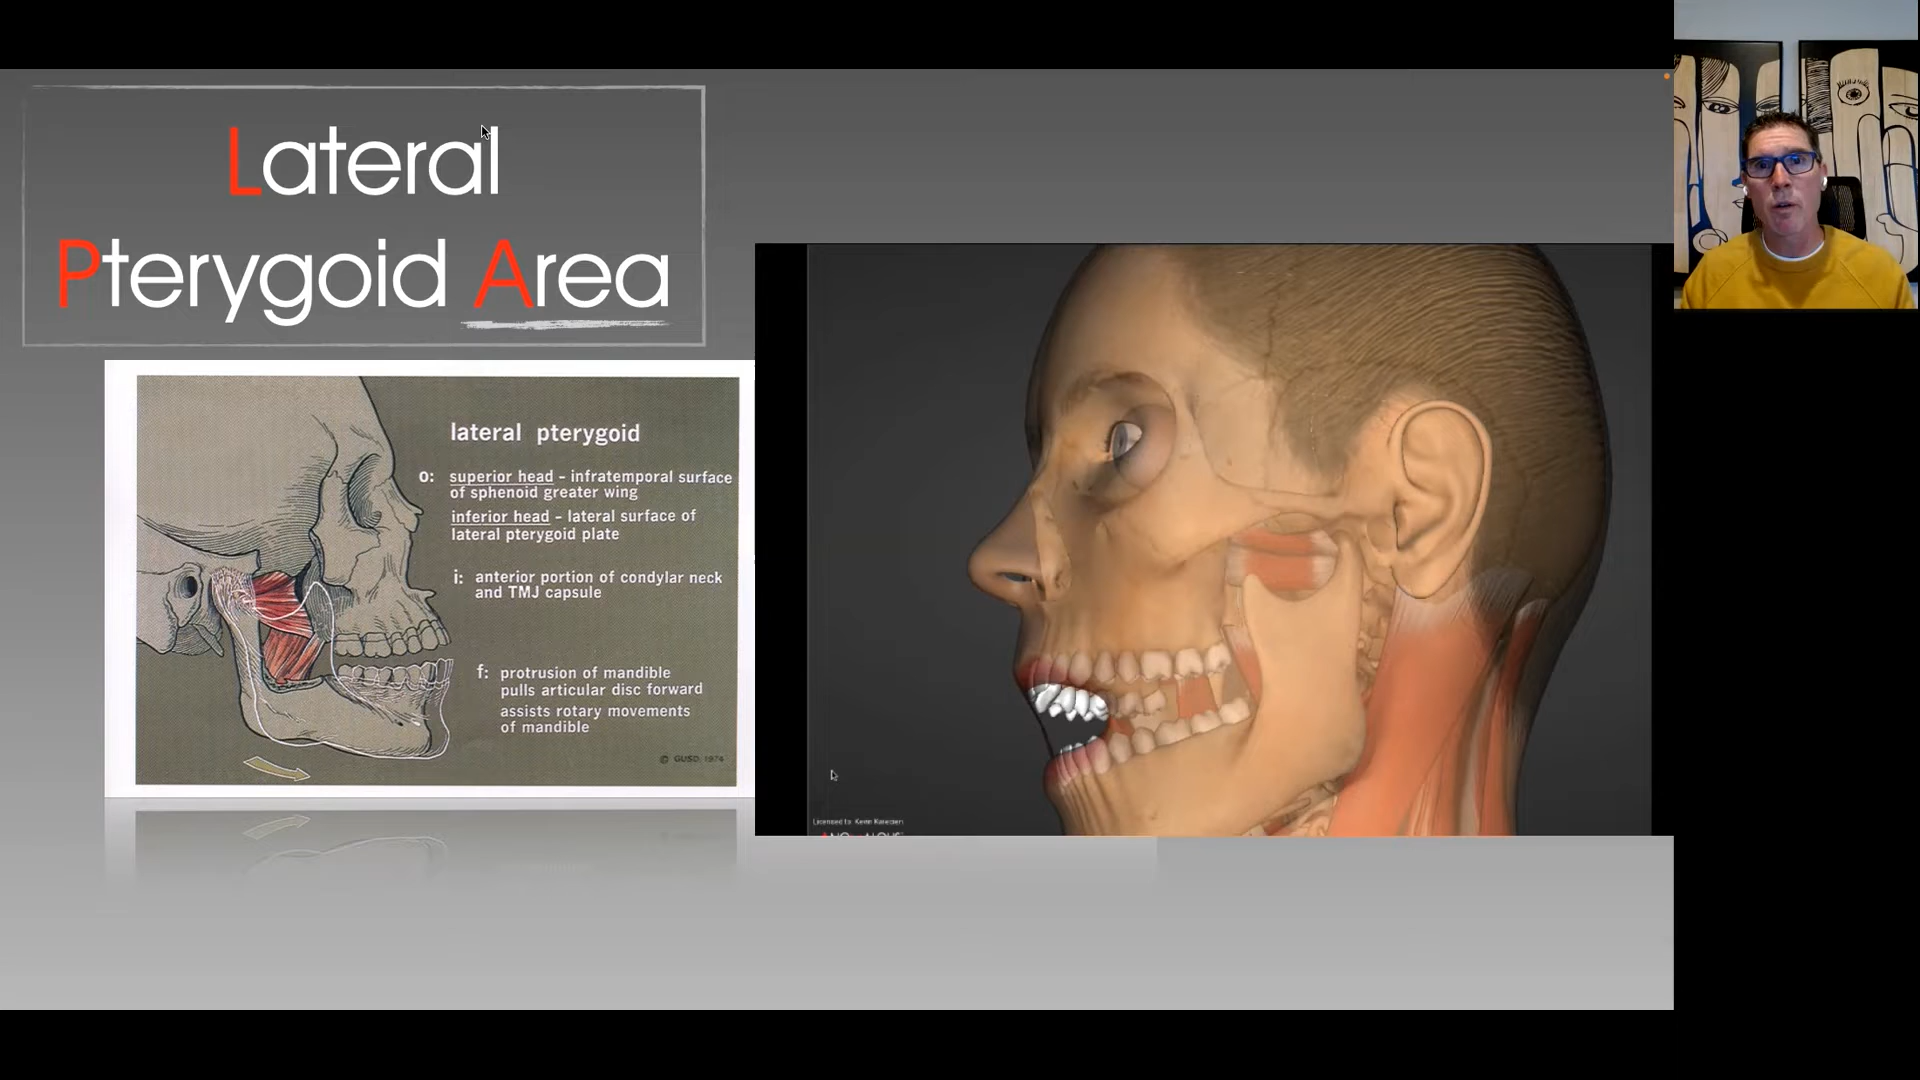 Lateral
Pterygoid Area
lateral pterygoid
o: superior head - infratemporal surface
of sphenoid greater wing
inferior head - lateral surface of
lateral pterygoid plate
i: anterior portion of condylar neck
and TMJ capsule
f: protrusion of mandible
pulls articular disc forward
assists rotary movements
of mandible
© GUSD, 1974
Licensed to: